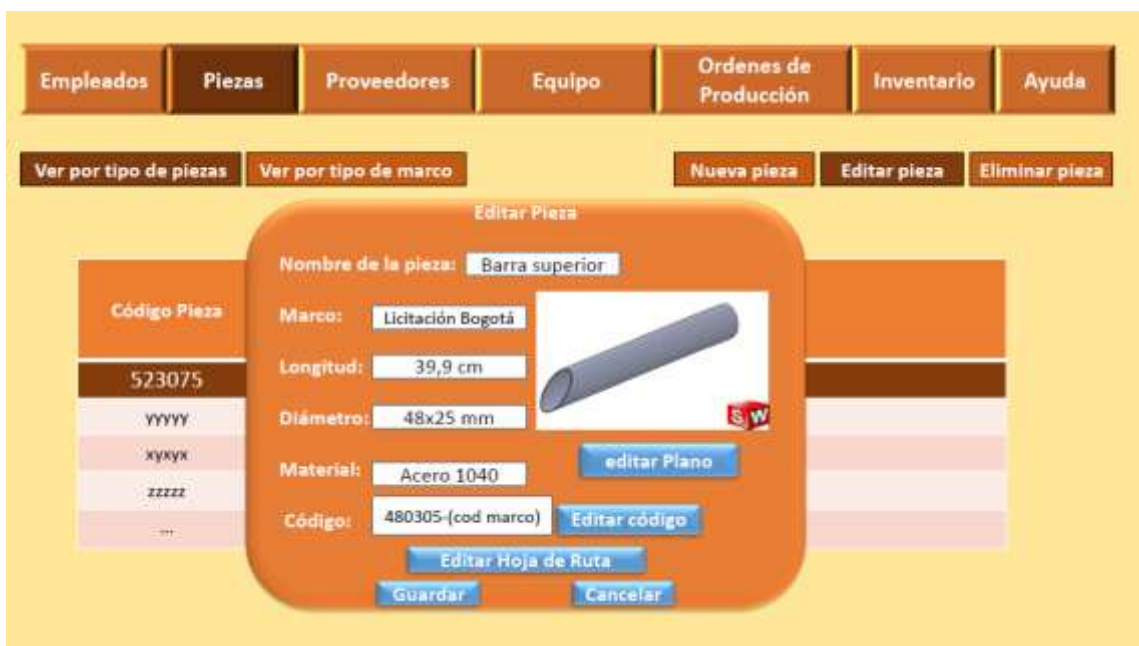 Empleados
Piezas
Proveedores
Equipo
Ordenes de
Producción
Inventario
Ayuda
Ver por tipo de piezas
Ver por tipo de marco
Nueva pieza
Editar pieza
Eliminar pieza
Editar Pieza
Nombre de la pieza: Barra superior
Código Pieza
Marco: Licitación Bogotá
Longitud: 39,9 cm
523075
Diámetro: 48x25 mm
yyyyy
xyxyx
editar Plano
Material: Acero 1040
zzzzz
Código: 480305-(cod marco) Editar código
...
Editar Hoja de Ruta
Guardar
Cancelar
SW